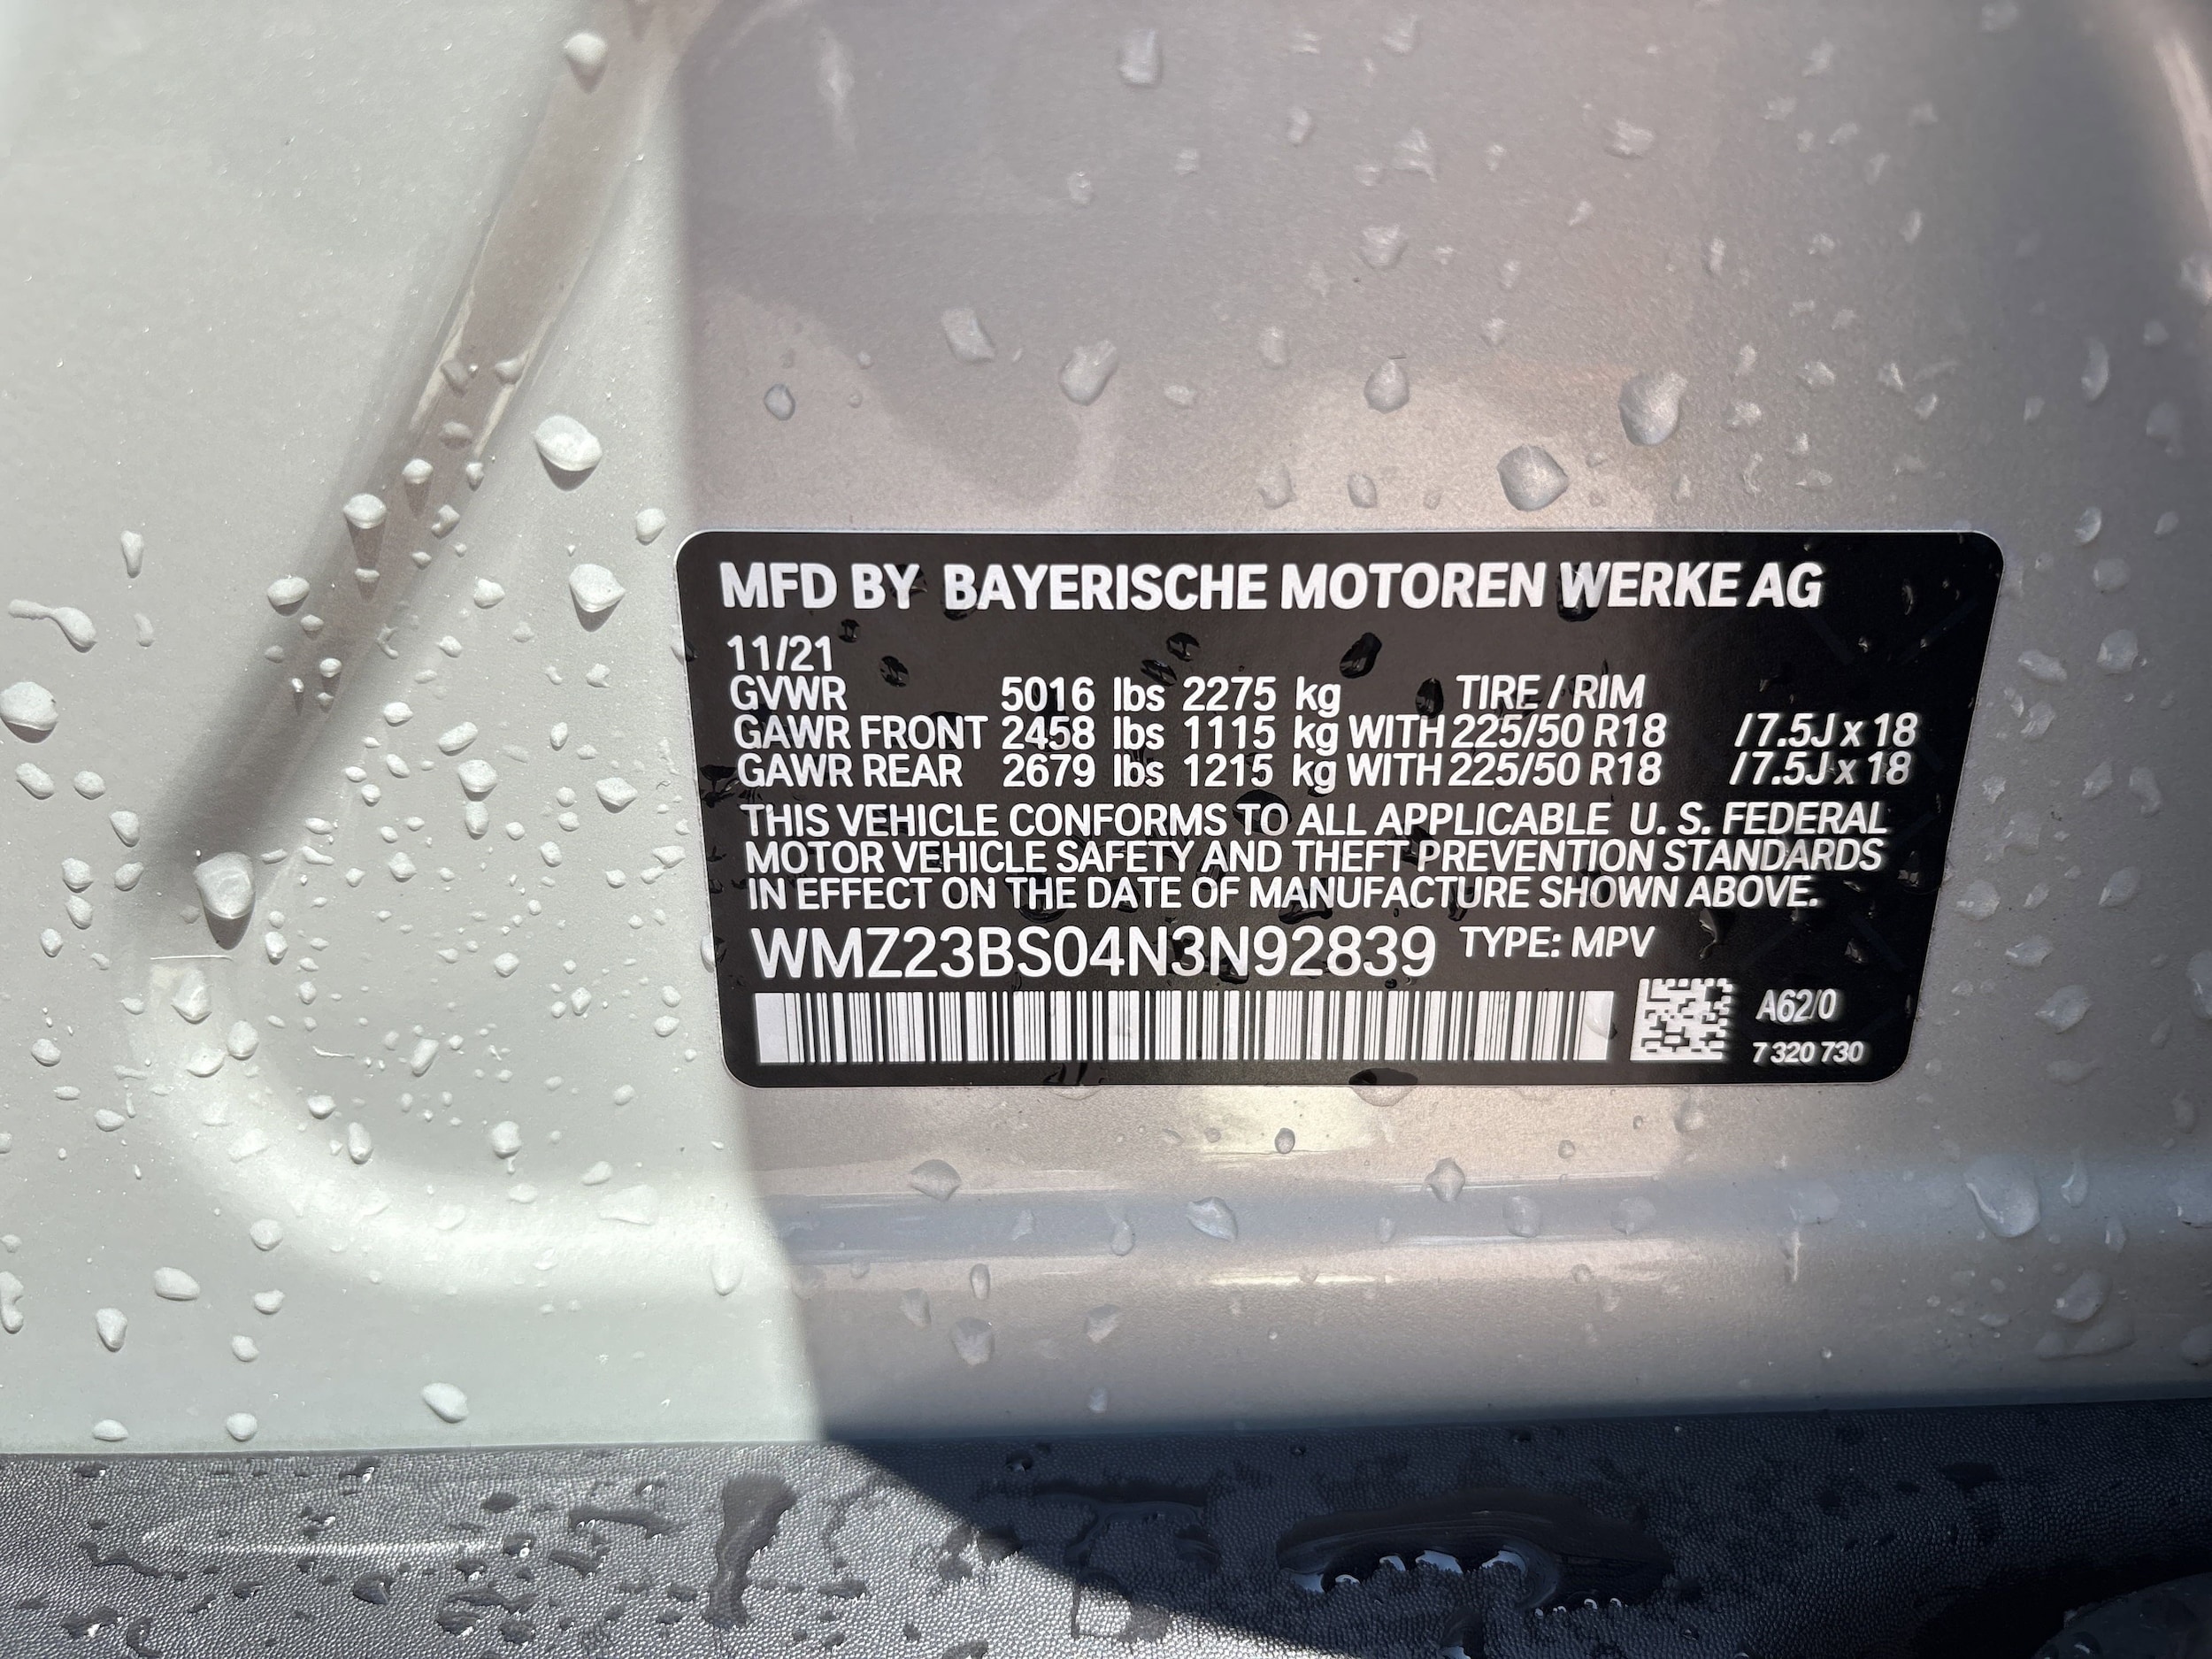 MFD BY BAYERISCHE MOTOREN WERKE AG
11/21
GVWR 5016 lbs 2275 kg TIRE / RIM
GAWR FRONT 2458 lbs 1115 kg WITH 225/50 R18 / 7.5J x 18
GAWR REAR 2679 lbs 1215 kg WITH 225/50 R18 / 7.5J x 18
THIS VEHICLE CONFORMS TO ALL APPLICABLE U. S. FEDERAL
MOTOR VEHICLE SAFETY AND THEFT PREVENTION STANDARDS
IN EFFECT ON THE DATE OF MANUFACTURE SHOWN ABOVE.
WMZ23BS04N3N92839 TYPE: MPV
A62/0
7 320 730